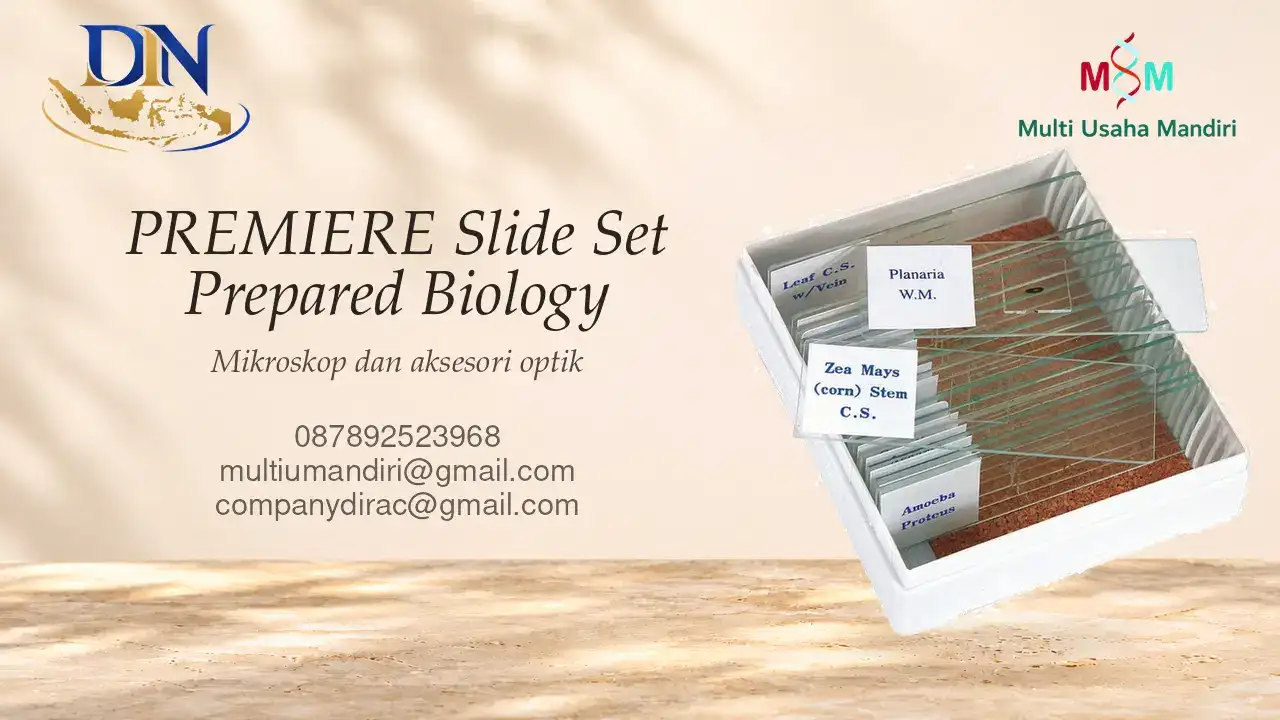 DN
M M
Multi Usaha Mandiri
PREMIERE Slide Set
Prepared Biology
Mikroskop dan aksesori optik
087892523968
multiumandiri@gmail.com
companydirac@gmail.com
Leaf C.S.
w/Vein
Planaria
W.M.
Zea Mays
(corn) Stem
C.S.
Amoeba
Proteus